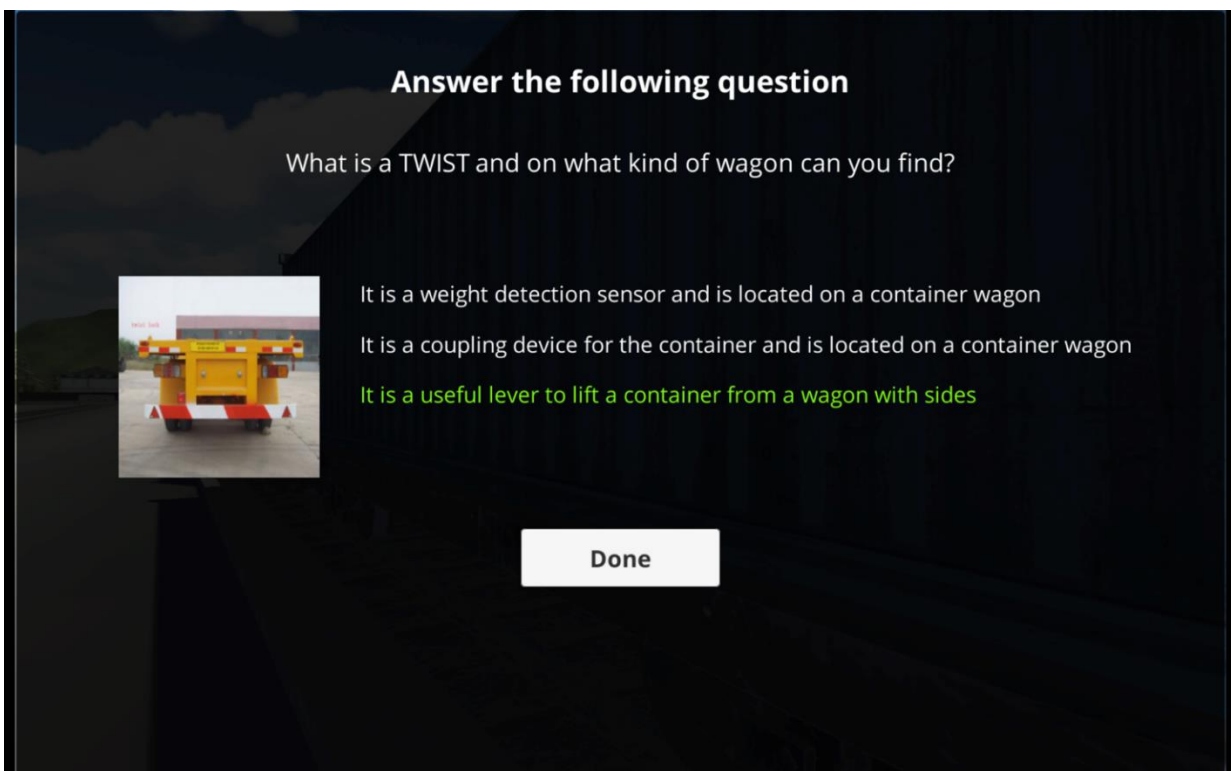 Answer the following question
What is a TWIST and on what kind of wagon can you find?
twist lock
It is a weight detection sensor and is located on a container wagon
It is a coupling device for the container and is located on a container wagon
It is a useful lever to lift a container from a wagon with sides
Done